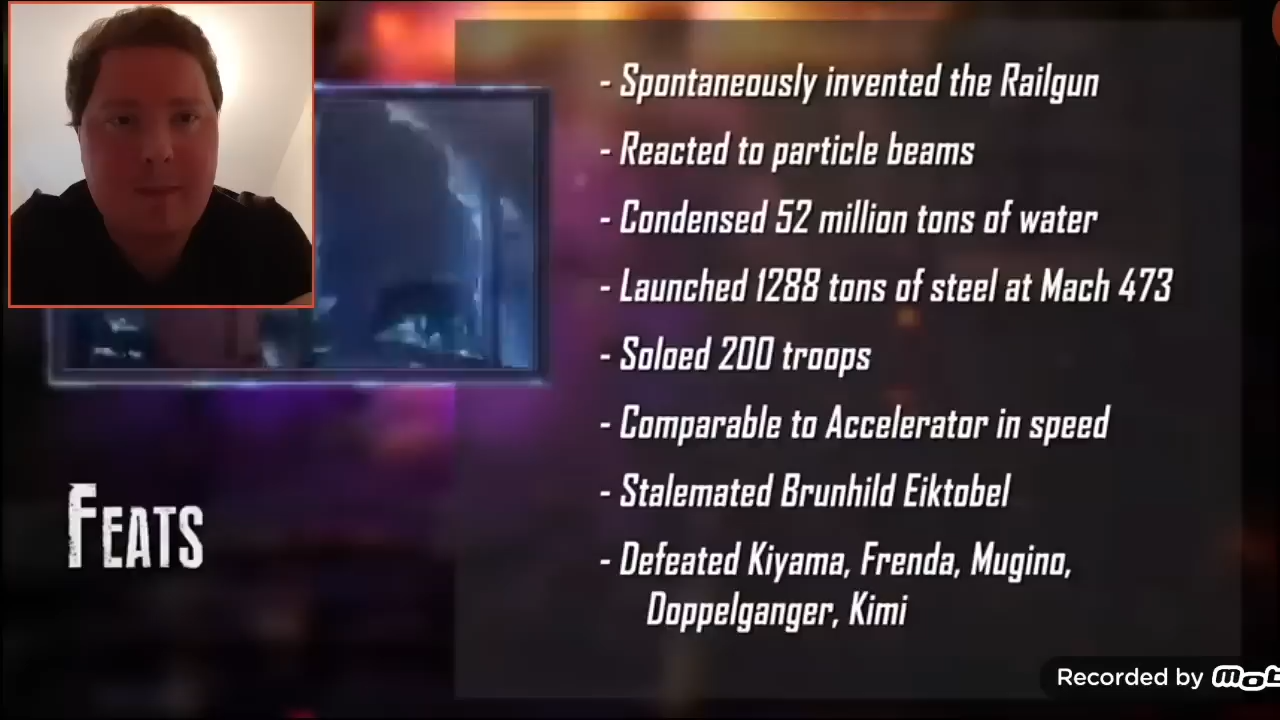 - Spontaneously invented the Railgun
- Reacted to particle beams
- Condensed 52 million tons of water
- Launched 1288 tons of steel at Mach 473
- Soloed 200 troops
- Comparable to Accelerator in speed
- Stalemated Brunhild Eiktobel
- Defeated Kiyama, Frenda, Mugino,
Doppelganger, Kimi
FEATS
Recorded by